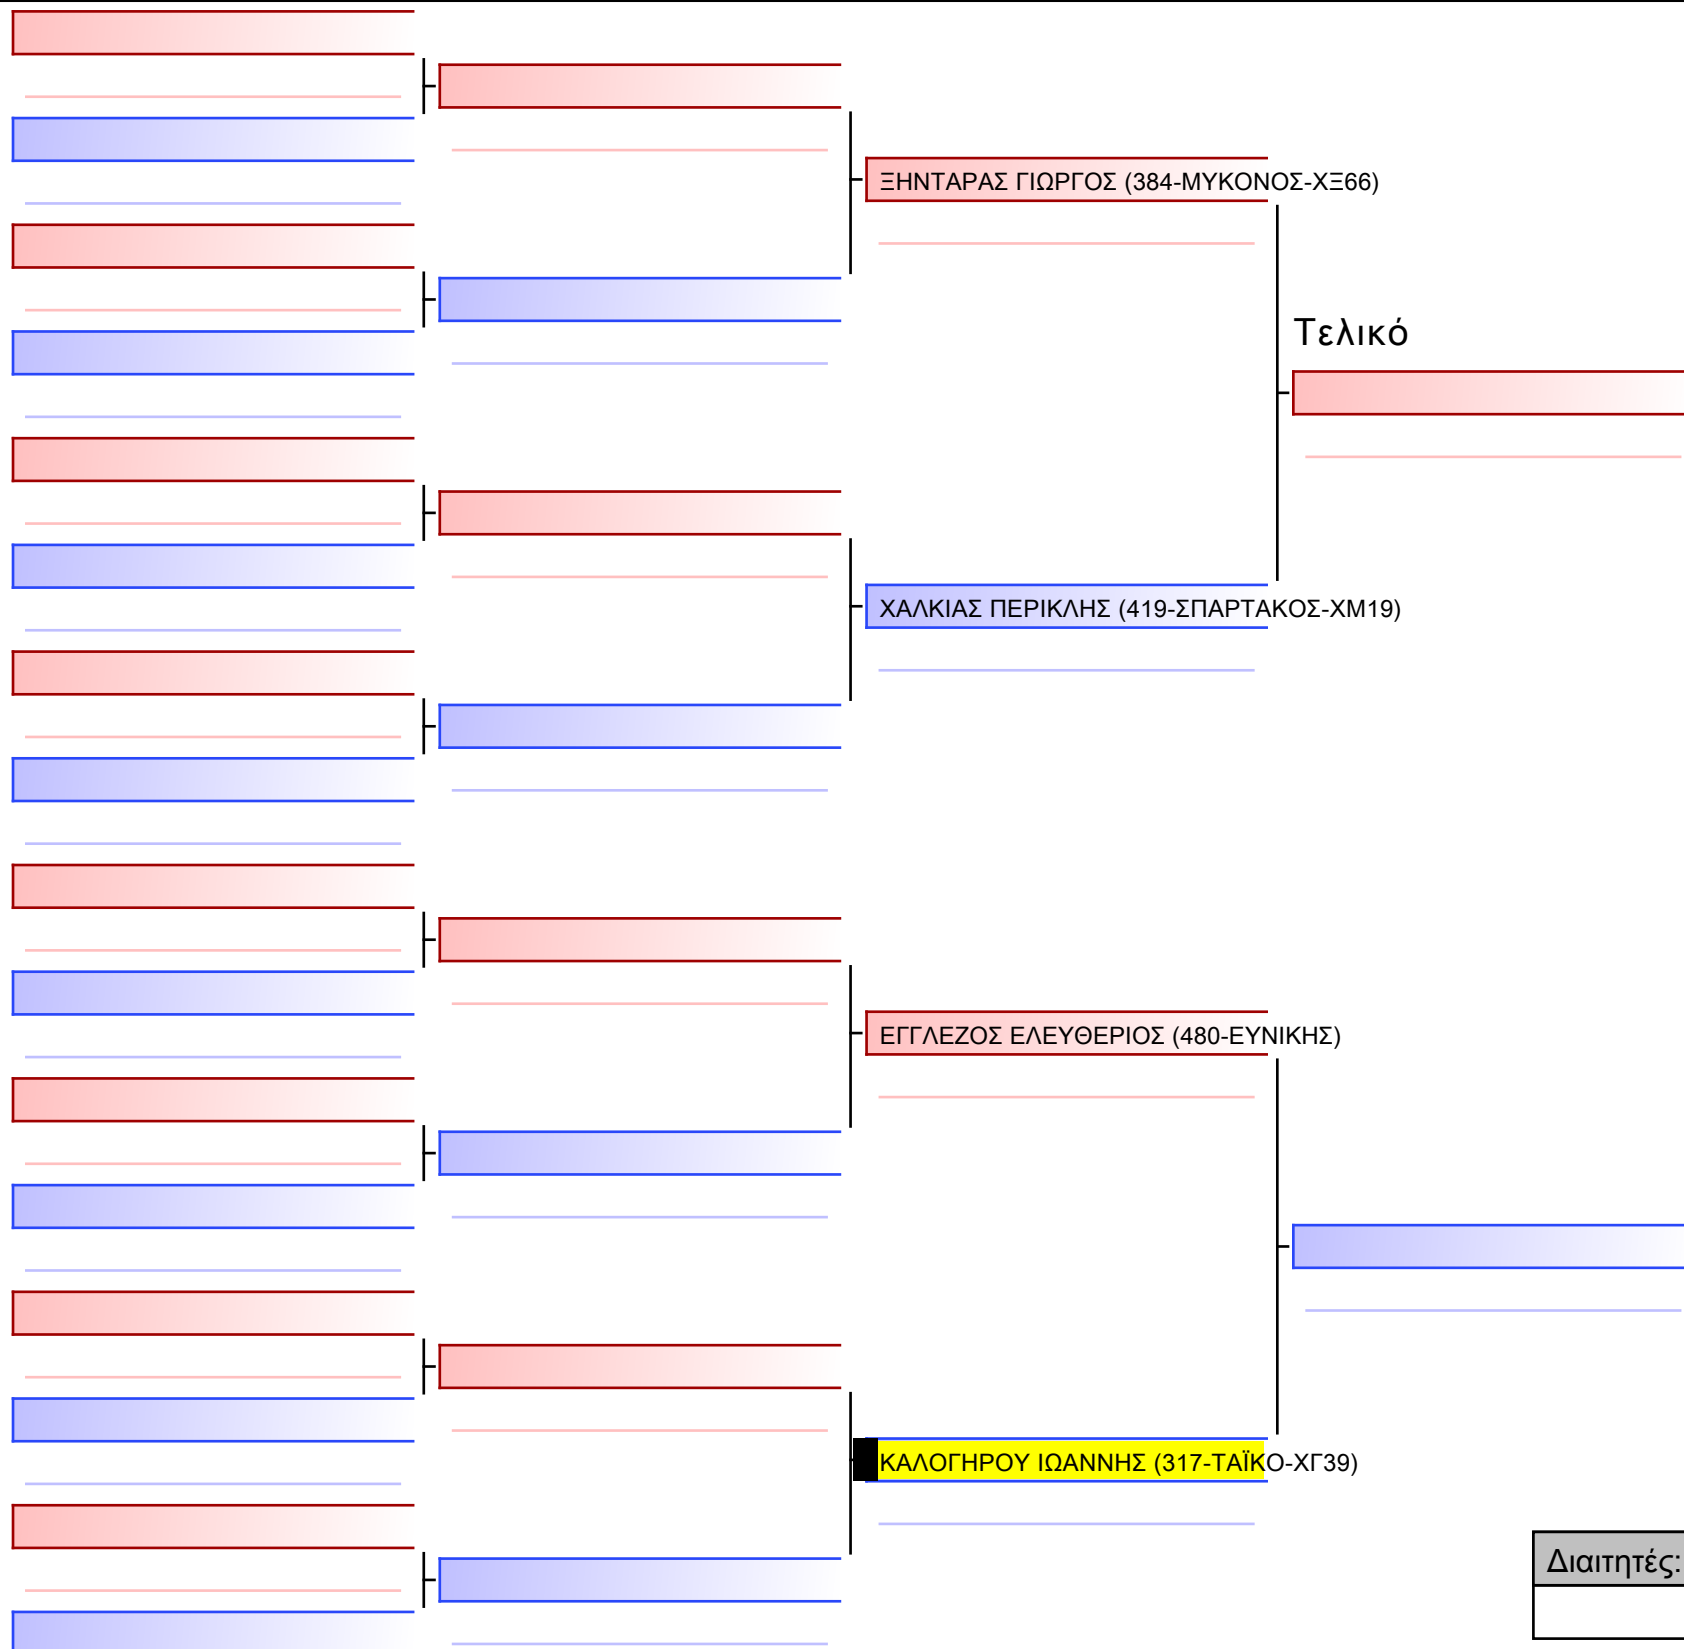 ΞΗΝΤΑΡΑΣ ΓΙΩΡΓΟΣ (384-ΜΥΚΟΝΟΣ-ΧΞ66)
Τελικό
ΧΑΛΚΙΑΣ ΠΕΡΙΚΛΗΣ (419-ΣΠΑΡΤΑΚΟΣ-ΧΜ19)
ΕΓΓΛΕΖΟΣ ΕΛΕΥΘΕΡΙΟΣ (480-ΕΥΝΙΚΗΣ)
ΚΑΛΟΓΗΡΟΥ ΙΩΑΝΝΗΣ (317-ΤΑΪΚΟ-ΧΓ39)
Διαιτητές: